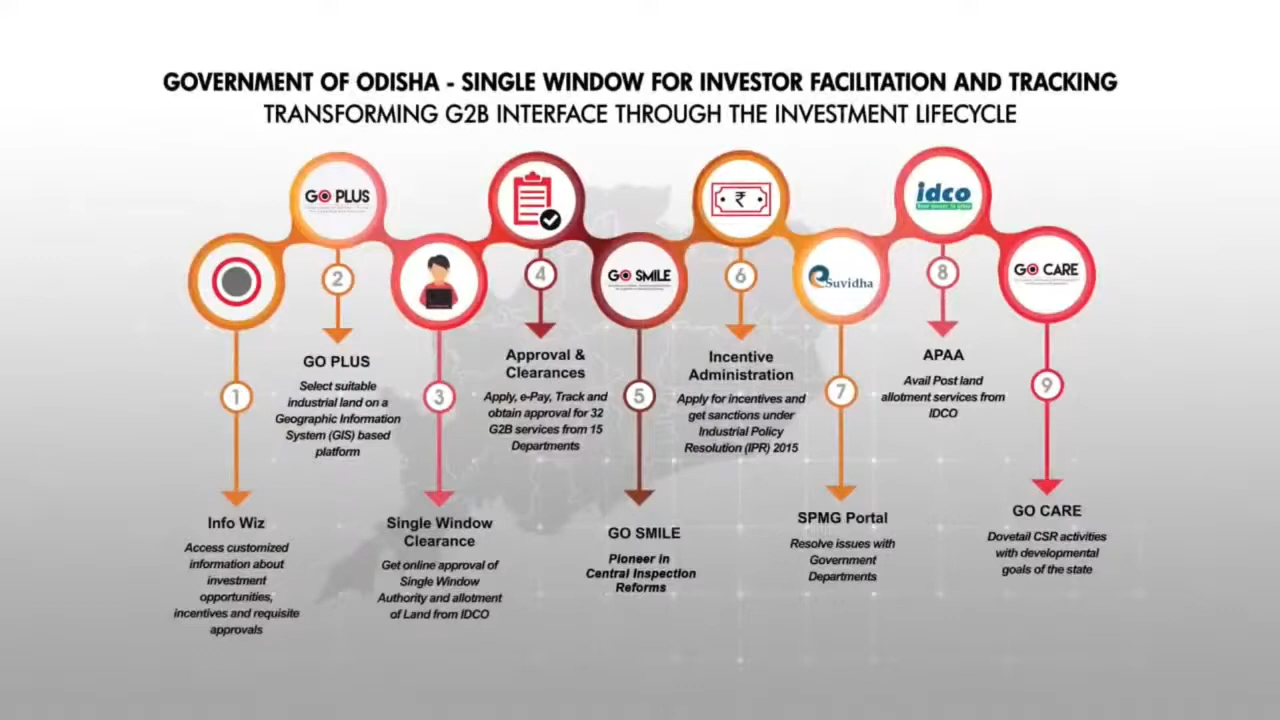 GOVERNMENT OF ODISHA - SINGLE WINDOW FOR INVESTOR FACILITATION AND TRACKING
TRANSFORMING G2B INTERFACE THROUGH THE INVESTMENT LIFECYCLE
1
Info Wiz
Access customized
information about
investment
opportunities,
incentives and requisite
approvals
GO PLUS
2
GO PLUS
Select suitable
industrial land on a
Geographic Information
System (GIS) based
platform
3
Single Window
Clearance
Get online approval of
Single Window
Authority and allotment
of Land from IDCO
4
Approval &
Clearances
Apply, e-Pay, Track and
obtain approval for 32
G2B services from 15
Departments
GO SMILE
5
GO SMILE
Pioneer in
Central Inspection
Reforms
₹
6
Incentive
Administration
Apply for incentives and
get sanctions under
Industrial Policy
Resolution (IPR) 2015
eSuvidha
7
SPMG Portal
Resolve issues with
Government
Departments
idco
8
APAA
Avail Post land
allotment services from
IDCO
GO CARE
9
GO CARE
Dovetail CSR activities
with developmental
goals of the state